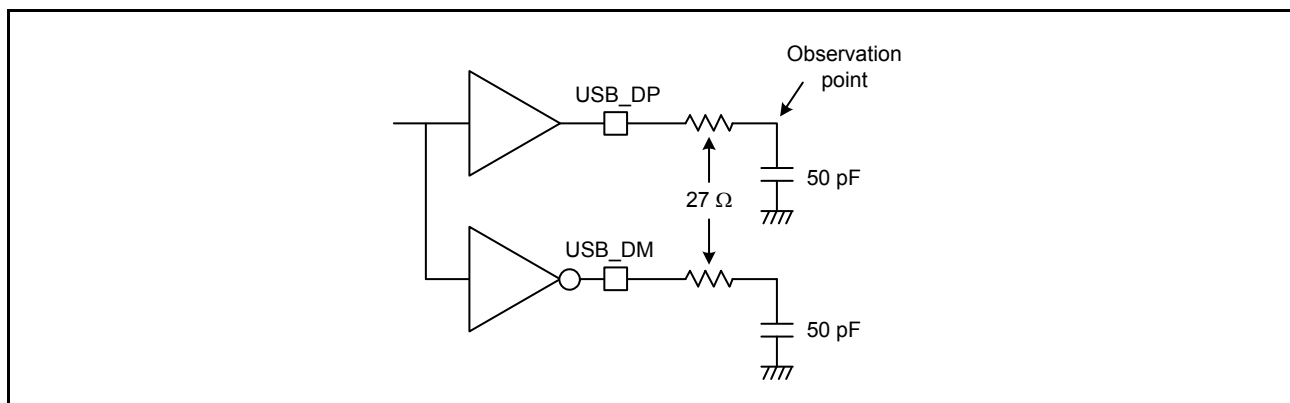 Observation
point
USB_DP
50 pF
27 Ω
USB_DM
50 pF